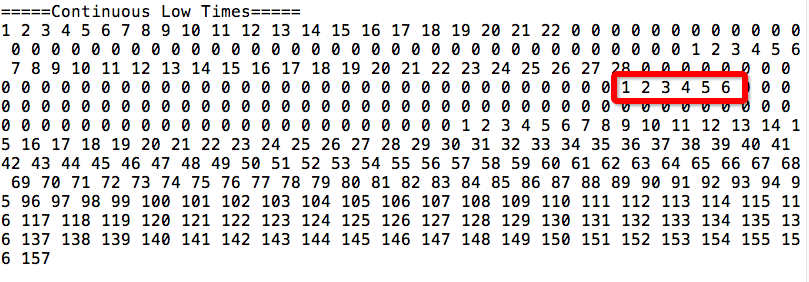 =====Continuous Low Times=====
1 2 3 4 5 6 7 8 9 10 11 12 13 14 15 16 17 18 19 20 21 22 0 0 0 0 0 0 0 0 0 0 0 0
0 0 0 0 0 0 0 0 0 0 0 0 0 0 0 0 0 0 0 0 0 0 0 0 0 0 0 0 0 0 0 0 0 0 1 2 3 4 5 6
7 8 9 10 11 12 13 14 15 16 17 18 19 20 21 22 23 24 25 26 27 28 0 0 0 0 0 0 0 0
0 0 0 0 0 0 0 0 0 0 0 0 0 0 0 0 0 0 0 0 0 0 0 0 0 0 0 0 0 0 0 1 2 3 4 5 6 0 0 0
0 0 0 0 0 0 0 0 0 0 0 0 0 0 0 0 0 0 0 0 0 0 0 0 0 0 0 0 0 0 0 0 0 0 0 0 0 0 0 0
0 0 0 0 0 0 0 0 0 0 0 0 0 0 0 0 0 0 0 0 0 0 0 1 2 3 4 5 6 7 8 9 10 11 12 13 14 1
5 16 17 18 19 20 21 22 23 24 25 26 27 28 29 30 31 32 33 34 35 36 37 38 39 40 41
42 43 44 45 46 47 48 49 50 51 52 53 54 55 56 57 58 59 60 61 62 63 64 65 66 67 68
69 70 71 72 73 74 75 76 77 78 79 80 81 82 83 84 85 86 87 88 89 90 91 92 93 94 9
5 96 97 98 99 100 101 102 103 104 105 106 107 108 109 110 111 112 113 114 115 11
6 117 118 119 120 121 122 123 124 125 126 127 128 129 130 131 132 133 134 135 13
6 137 138 139 140 141 142 143 144 145 146 147 148 149 150 151 152 153 154 155 15
6 157